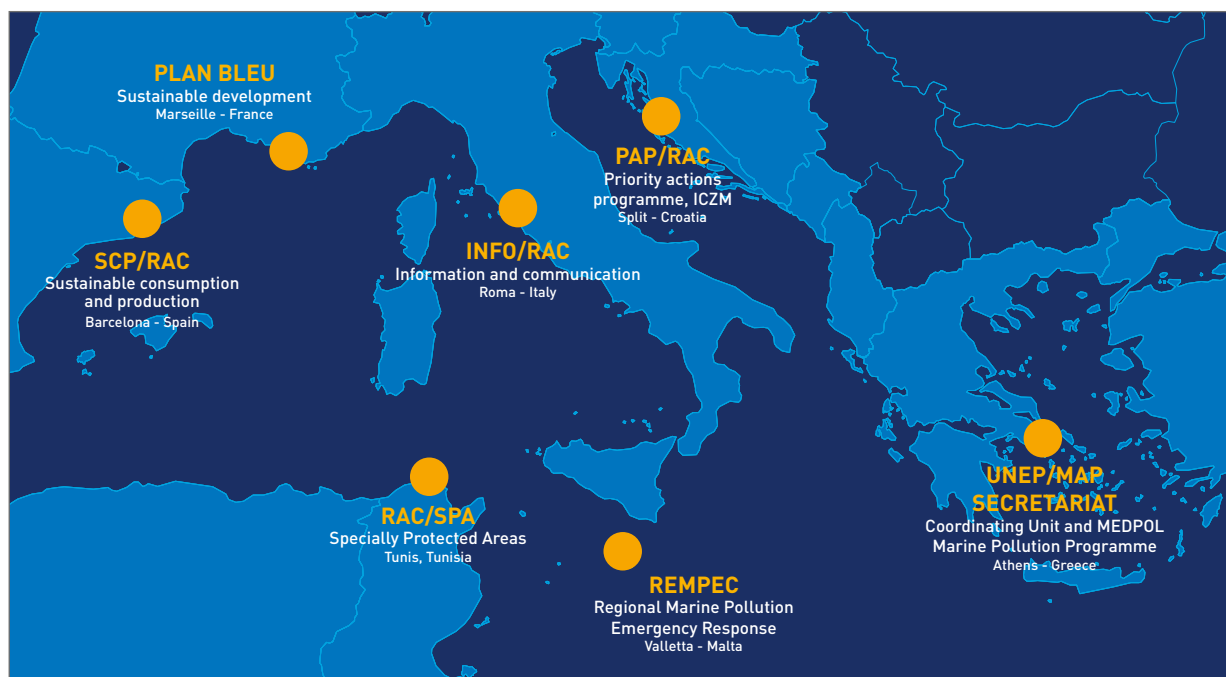 PLAN BLEU
Sustainable development
Marseille - France
PAP/RAC
Priority actions
programme, ICZM
Split - Croatia
SCP/RAC
Sustainable consumption
and production
Barcelona - Spain
INFO/RAC
Information and communication
Roma - Italy
RAC/SPA
Specially Protected Areas
Tunis, Tunisia
REMPEC
Regional Marine Pollution
Emergency Response
Valletta - Malta
UNEP/MAP
SECRETARIAT
Coordinating Unit and MEDPOL
Marine Pollution Programme
Athens - Greece